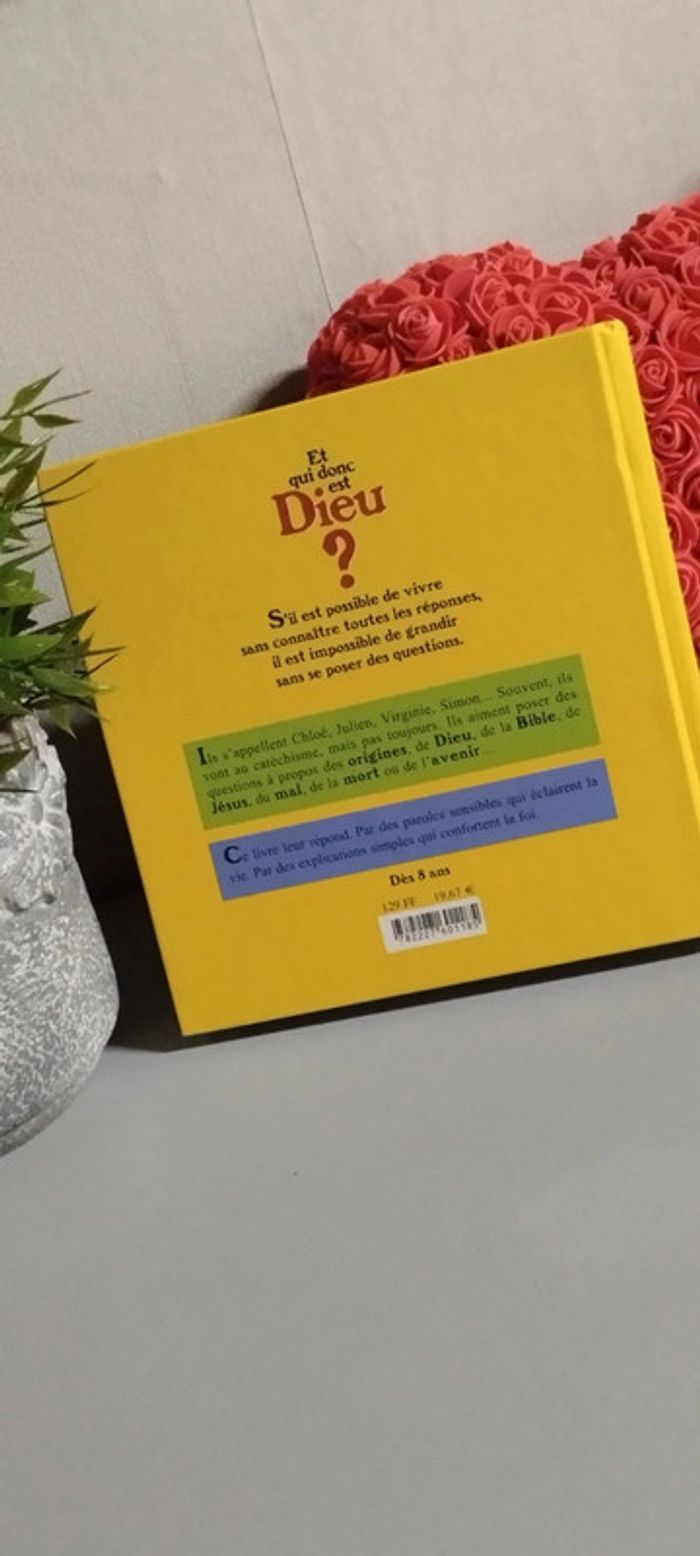 Et
qui donc
est
Dieu
?
S'il est possible de vivre
sans connaître toutes les réponses,
il est impossible de grandir
sans se poser des questions.
Ils s'appellent Chloé, Julien, Virginie, Simon... Souvent, ils
vont au catéchisme, mais pas toujours. Ils aiment poser des
questions à propos des origines, de Dieu, de la Bible, de
Jésus, du mal, de la mort ou de l'avenir...
Ce livre leur répond. Par des paroles sensibles qui éclairent la
vie. Par des explications simples qui confortent la foi.
Dès 8 ans
129 FF 19,67 €